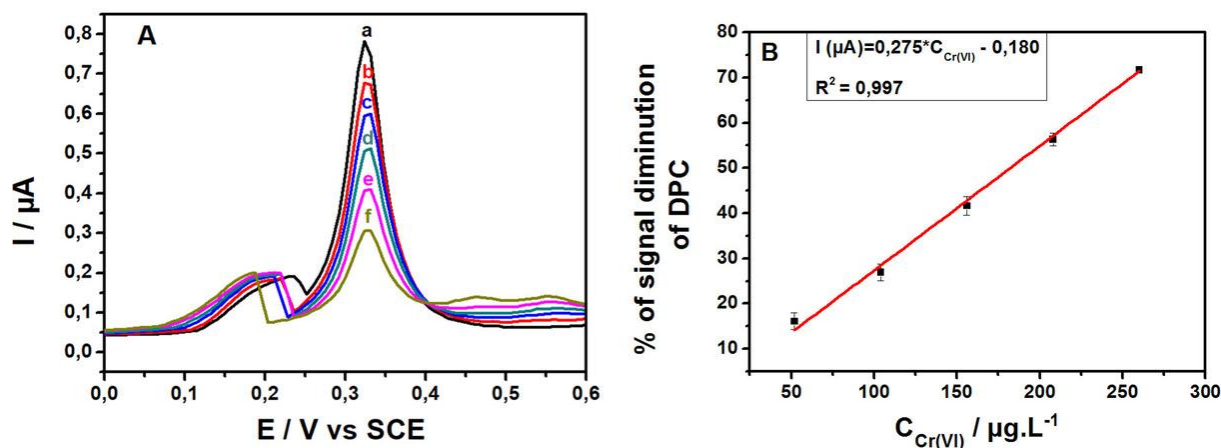 A
a
b
c
d
e
f
0,8
0,7
0,6
0,5
0,4
0,3
0,2
0,1
0,0
I / µA
0,0 0,1 0,2 0,3 0,4 0,5 0,6
E / V vs SCE
B
I (µA)=0,275*C_Cr(VI) - 0,180
R² = 0,997
80
70
60
50
40
30
20
10
% of signal diminution
of DPC
50 100 150 200 250 300
C_Cr(VI) / µg.L⁻¹